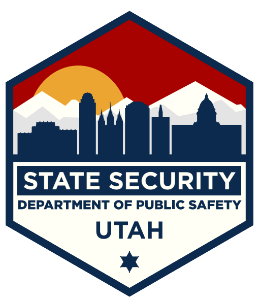 STATE SECURITY
DEPARTMENT OF PUBLIC SAFETY
UTAH